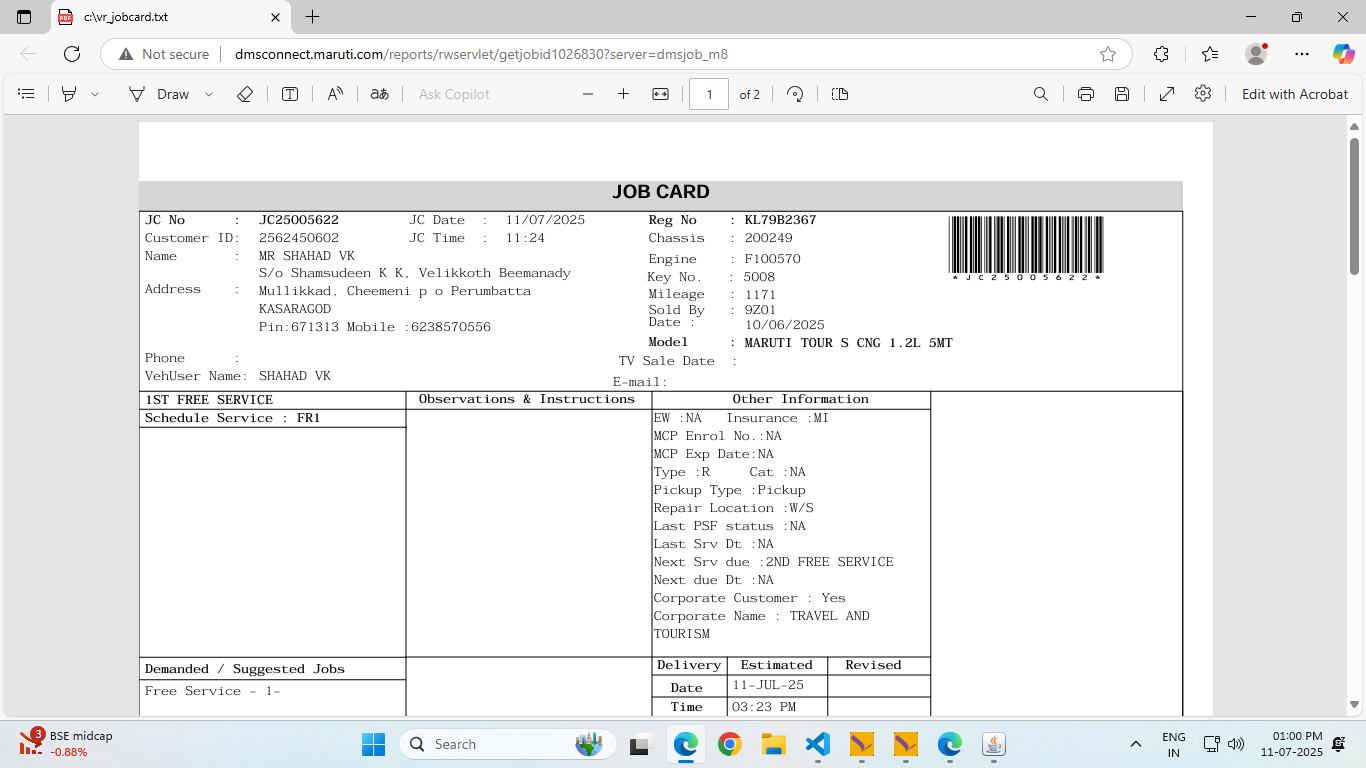 c:\vr_jobcard.txt
Not secure dmsconnect.maruti.com/reports/rwservlet/getjobid1026830?server=dmsjob_m8
Draw A aあ Ask Copilot 1 of 2 Edit with Acrobat
JOB CARD
JC No : JC25005622 JC Date : 11/07/2025 Reg No : KL79B2367
Customer ID: 2562450602 JC Time : 11:24 Chassis : 200249
Name : MR SHAHAD VK Engine : F100570
S/o Shamsudeen K K, Velikkoth Beemanady Key No. : 5008
*JC25005622*
Address : Mullikkad, Cheemeni p o Perumbatta Mileage : 1171
KASARAGOD Sold By : 9Z01
Pin:671313 Mobile :6238570556 Date : 10/06/2025
Model : MARUTI TOUR S CNG 1.2L 5MT
Phone : TV Sale Date :
VehUser Name: SHAHAD VK E-mail:
1ST FREE SERVICE Observations & Instructions Other Information
Schedule Service : FR1 EW :NA Insurance :MI
MCP Enrol No.:NA
MCP Exp Date:NA
Type :R Cat :NA
Pickup Type :Pickup
Repair Location :W/S
Last PSF status :NA
Last Srv Dt :NA
Next Srv due :2ND FREE SERVICE
Next due Dt :NA
Corporate Customer : Yes
Corporate Name : TRAVEL AND
TOURISM
Demanded / Suggested Jobs Delivery Estimated Revised
Free Service - 1- Date 11-JUL-25
Time 03:23 PM
3 BSE midcap
-0.88%
Search
ENG
IN
01:00 PM
11-07-2025